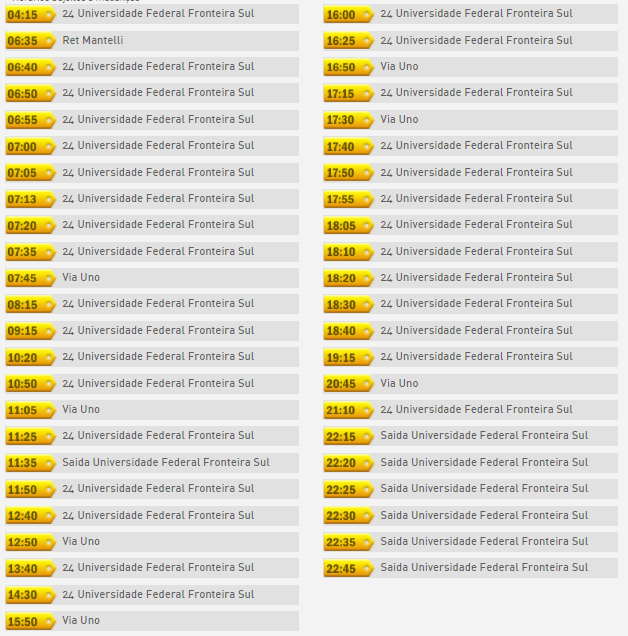 04:15 24 Universidade Federal Fronteira Sul
06:35 Ret Mantelli
06:40 24 Universidade Federal Fronteira Sul
06:50 24 Universidade Federal Fronteira Sul
06:55 24 Universidade Federal Fronteira Sul
07:00 24 Universidade Federal Fronteira Sul
07:05 24 Universidade Federal Fronteira Sul
07:13 24 Universidade Federal Fronteira Sul
07:20 24 Universidade Federal Fronteira Sul
07:35 24 Universidade Federal Fronteira Sul
07:45 Via Uno
08:15 24 Universidade Federal Fronteira Sul
09:15 24 Universidade Federal Fronteira Sul
10:20 24 Universidade Federal Fronteira Sul
10:50 24 Universidade Federal Fronteira Sul
11:05 Via Uno
11:25 24 Universidade Federal Fronteira Sul
11:35 Saida Universidade Federal Fronteira Sul
11:50 24 Universidade Federal Fronteira Sul
12:40 24 Universidade Federal Fronteira Sul
12:50 Via Uno
13:40 24 Universidade Federal Fronteira Sul
14:30 24 Universidade Federal Fronteira Sul
15:50 Via Uno
16:00 24 Universidade Federal Fronteira Sul
16:25 24 Universidade Federal Fronteira Sul
16:50 Via Uno
17:15 24 Universidade Federal Fronteira Sul
17:30 Via Uno
17:40 24 Universidade Federal Fronteira Sul
17:50 24 Universidade Federal Fronteira Sul
17:55 24 Universidade Federal Fronteira Sul
18:05 24 Universidade Federal Fronteira Sul
18:10 24 Universidade Federal Fronteira Sul
18:20 24 Universidade Federal Fronteira Sul
18:30 24 Universidade Federal Fronteira Sul
18:40 24 Universidade Federal Fronteira Sul
19:15 24 Universidade Federal Fronteira Sul
20:45 Via Uno
21:10 24 Universidade Federal Fronteira Sul
22:15 Saida Universidade Federal Fronteira Sul
22:20 Saida Universidade Federal Fronteira Sul
22:25 Saida Universidade Federal Fronteira Sul
22:30 Saida Universidade Federal Fronteira Sul
22:35 Saida Universidade Federal Fronteira Sul
22:45 Saida Universidade Federal Fronteira Sul